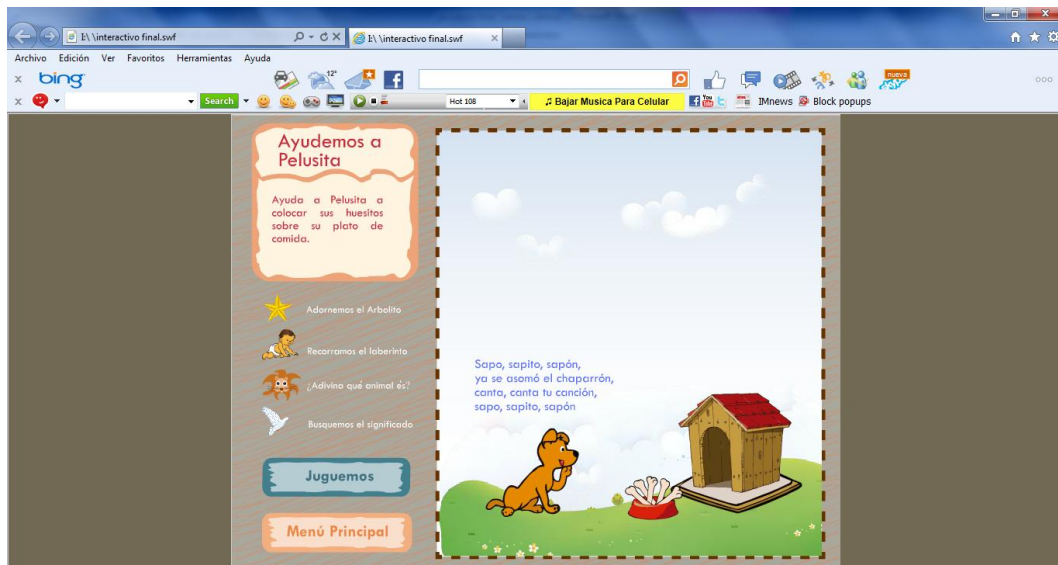 E:\ \interactivo final.swf
E:\ \interactivo final.swf
Archivo Edición Ver Favoritos Herramientas Ayuda
x bing 12° f nueva
x Search Hot 108 Bajar Musica Para Celular f You Tube t IMnews Block popups
Ayudemos a
Pelusita
Ayuda a Pelusita a
colocar sus huesitos
sobre su plato de
comida.
Adornemos el Arbolito
Recorramos el laberinto
¿Adivina qué animal és?
Busquemos el significado
Juguemos
Menú Principal
Sapo, sapito, sapón,
ya se asomó el chaparrón,
canta, canta tu canción,
sapo, sapito, sapón